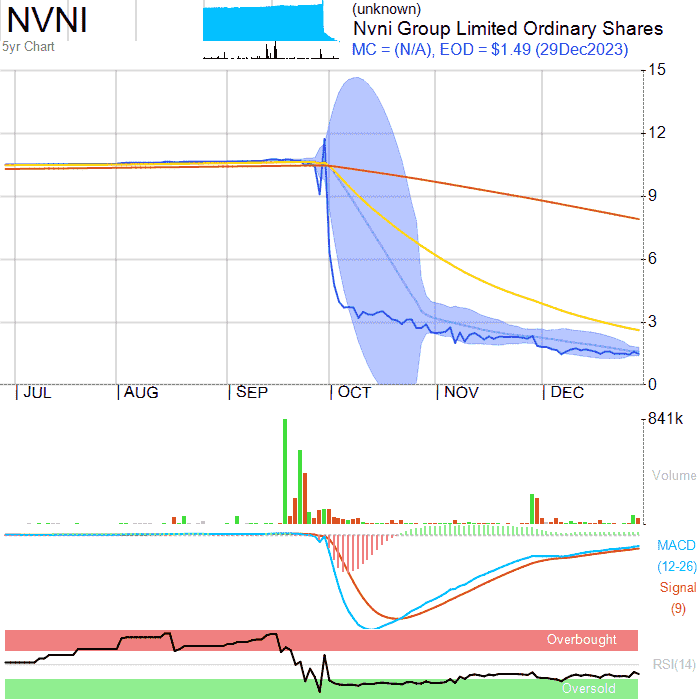 NVNI
5yr Chart
(unknown)
Nvni Group Limited Ordinary Shares
MC = (N/A), EOD = $1.49 (29Dec2023)
15
12
9
6
3
0
JUL AUG SEP OCT NOV DEC
841k
Volume
MACD
(12-26)
Signal
(9)
Overbought
RSI(14)
Oversold